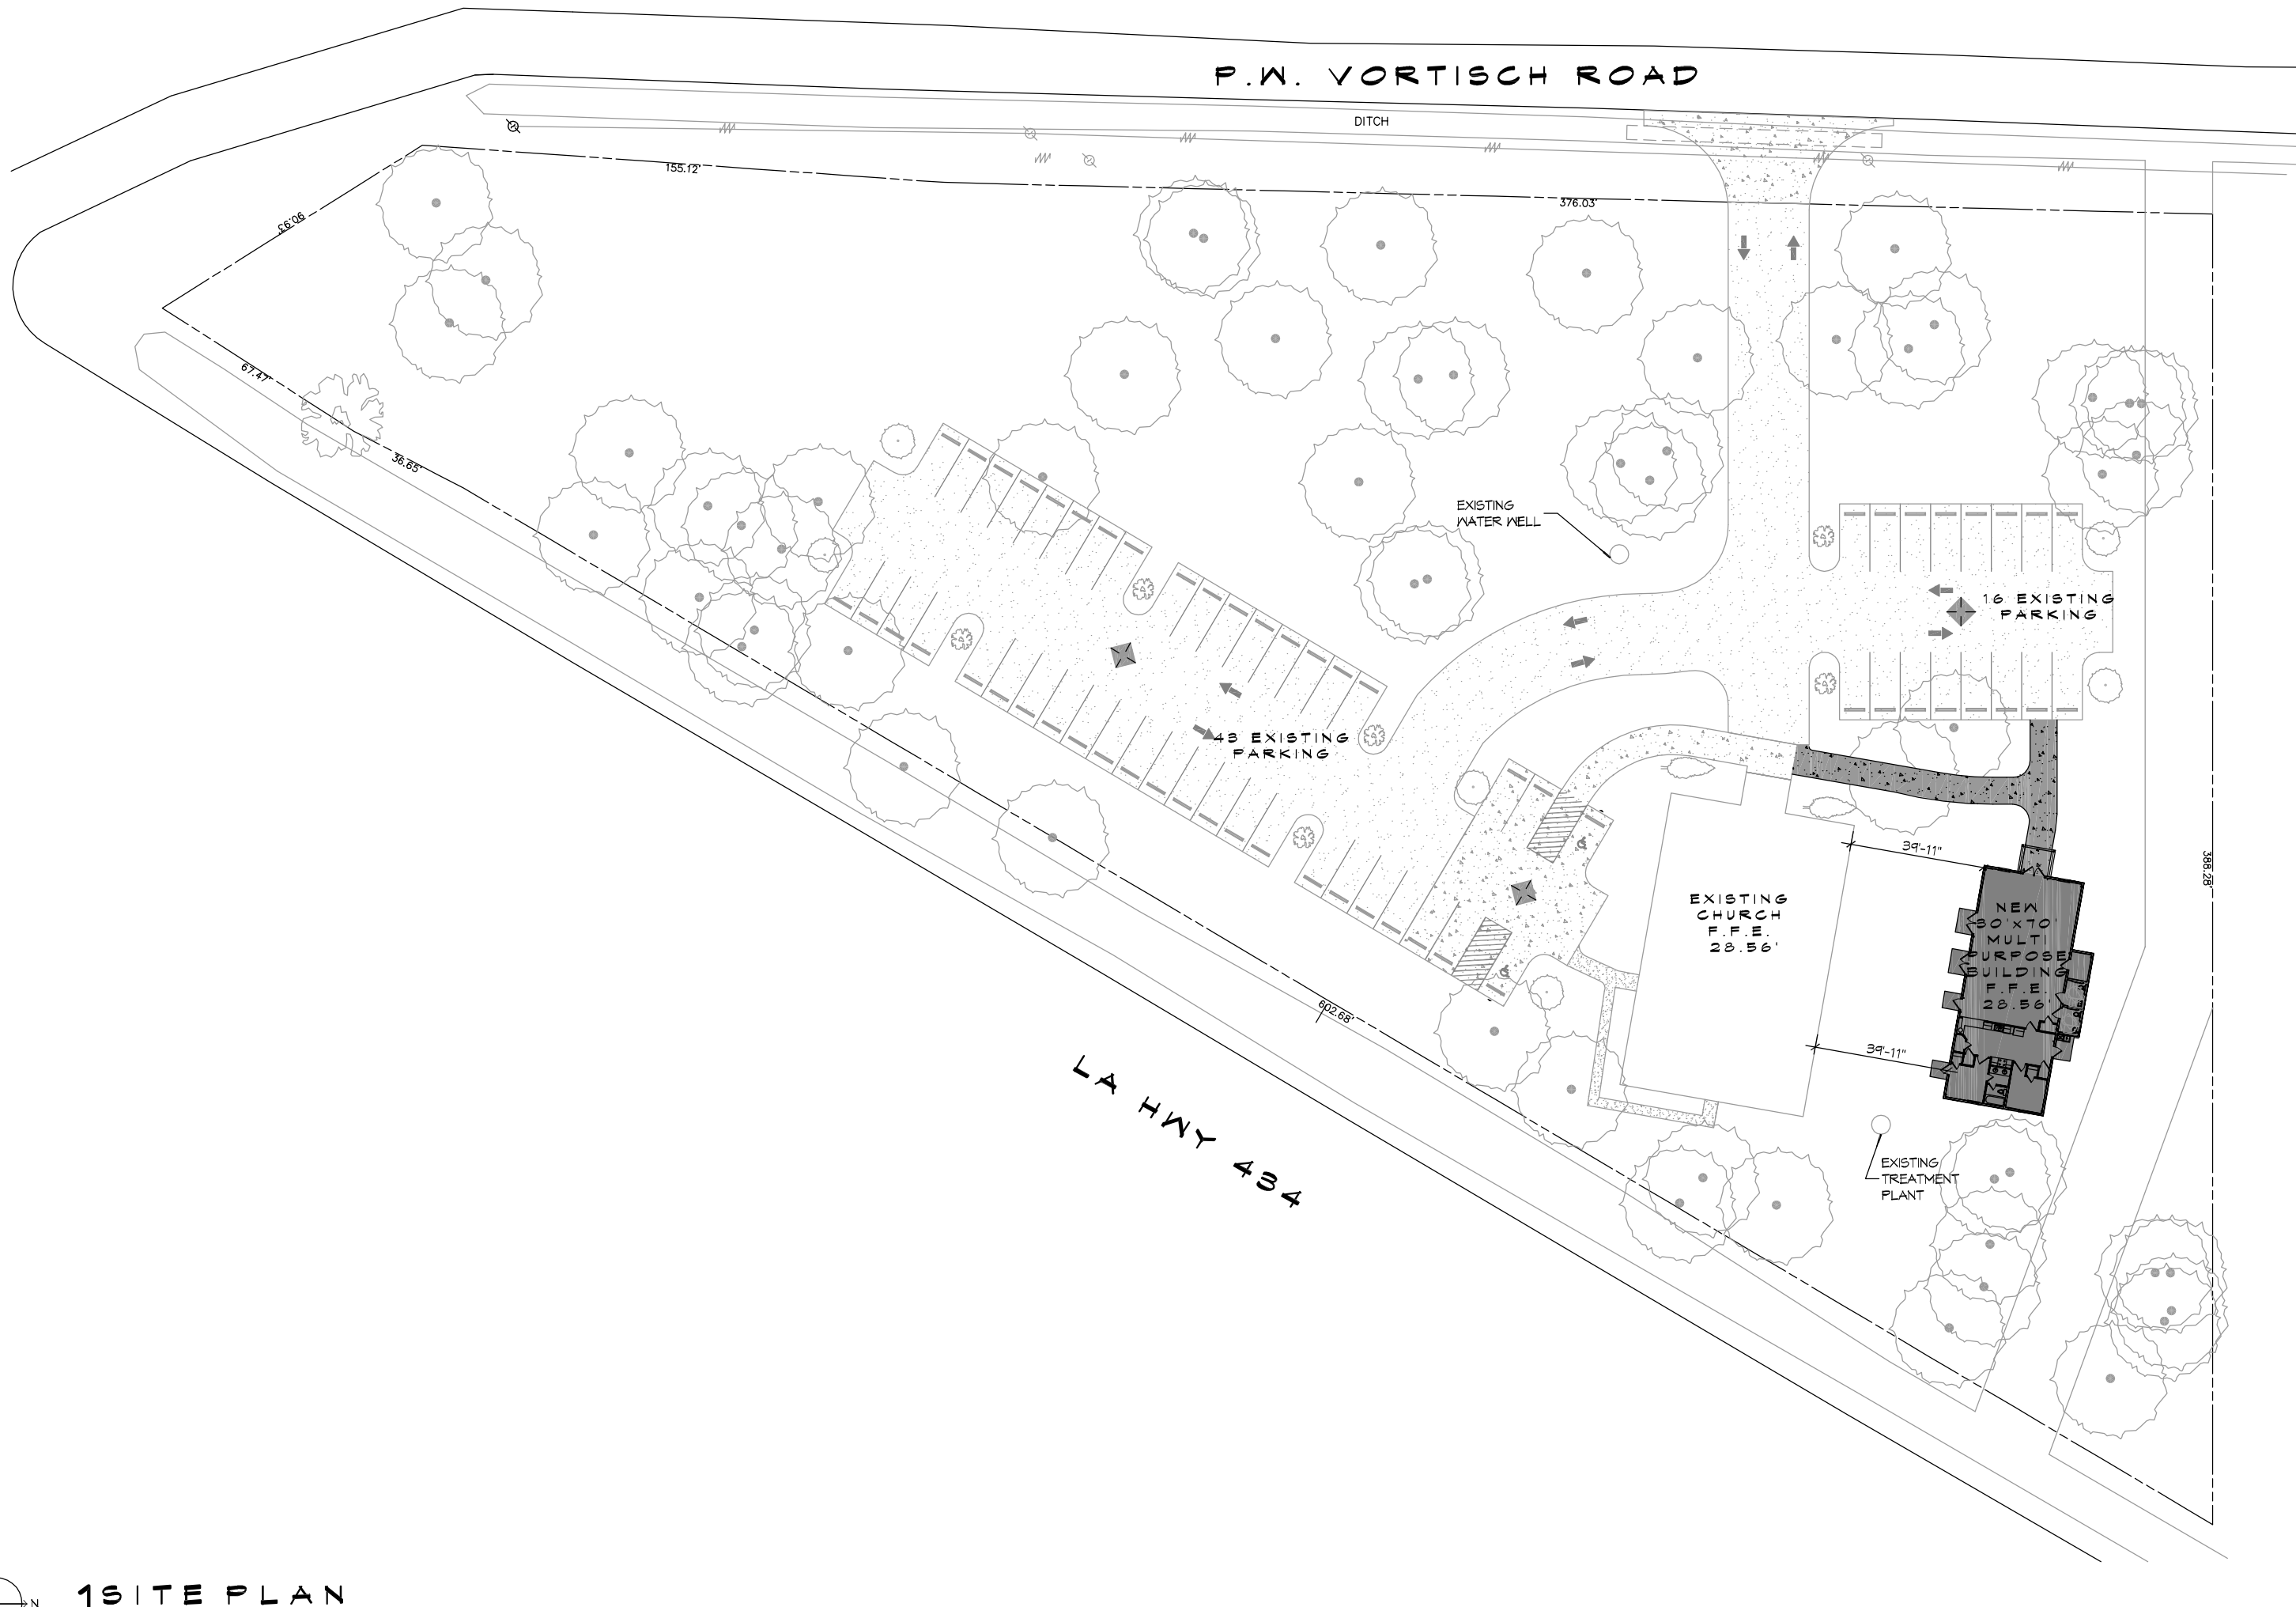 P.W. VORTISCH ROAD
DITCH
155.12'
376.03'
90.93'
67.47'
36.65'
EXISTING
WATER WELL
16 EXISTING
PARKING
43 EXISTING
PARKING
39'-11"
388.28'
EXISTING
CHURCH
F.F.E.
28.56'
NEW
30'x70'
MULTI
PURPOSE
BUILDING
F.F.E.
28.56'
602.68'
39'-11"
LA HWY 434
EXISTING
TREATMENT
PLANT
N
1 SITE PLAN